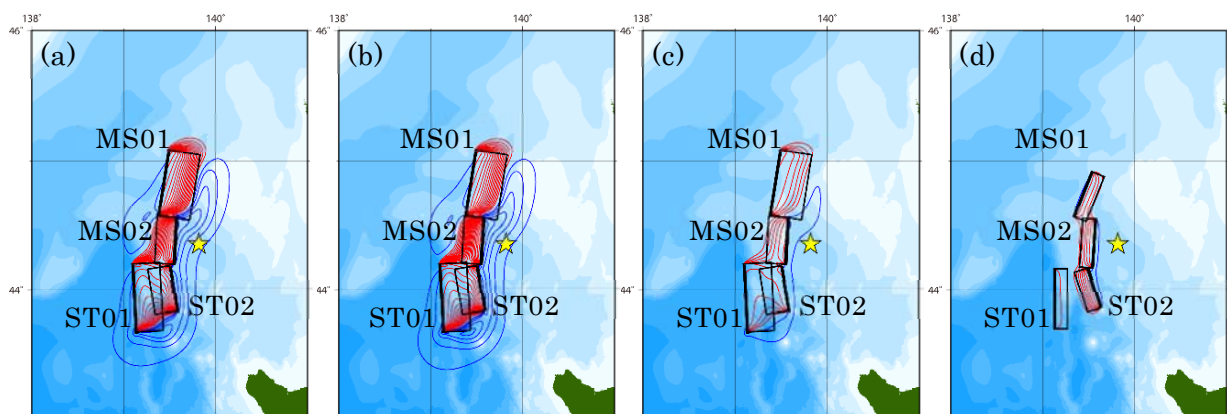 138° 140° 138° 140° 138° 140° 138° 140°
46° 46° 46° 46°
(a) (b) (c) (d)
MS01 MS01 MS01 MS01
MS02 MS02 MS02 MS02
44° 44° 44° 44°
ST01 ST02 ST01 ST02 ST01 ST02 ST01 ST02